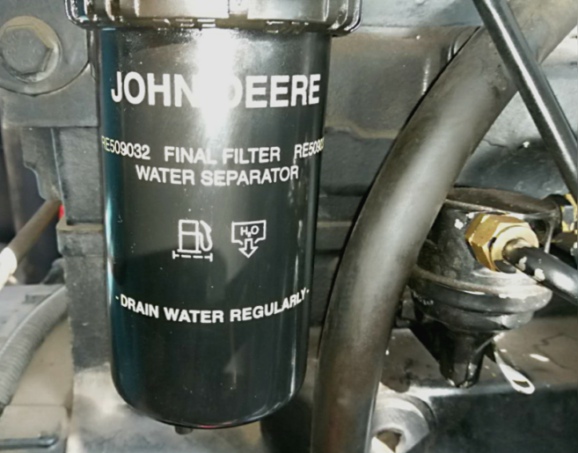 JOHN DEERE
RE509032 FINAL FILTER
WATER SEPARATOR
H₂O
- DRAIN WATER REGULARLY -